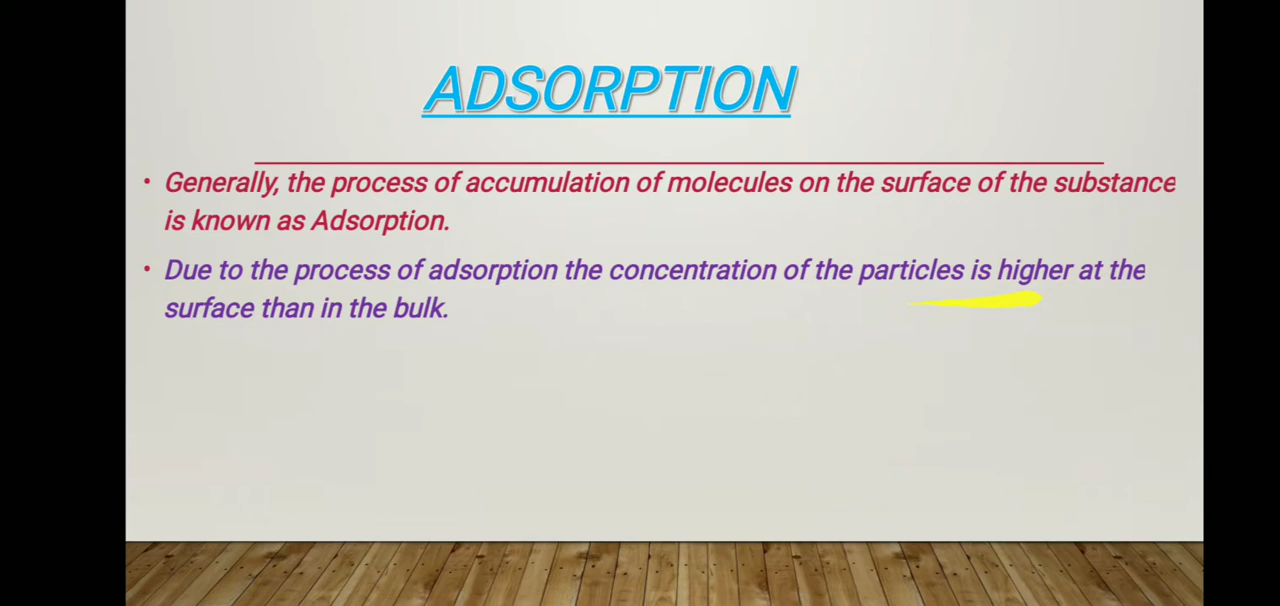 ADSORPTION
• Generally, the process of accumulation of molecules on the surface of the substance
is known as Adsorption.
• Due to the process of adsorption the concentration of the particles is higher at the
surface than in the bulk.